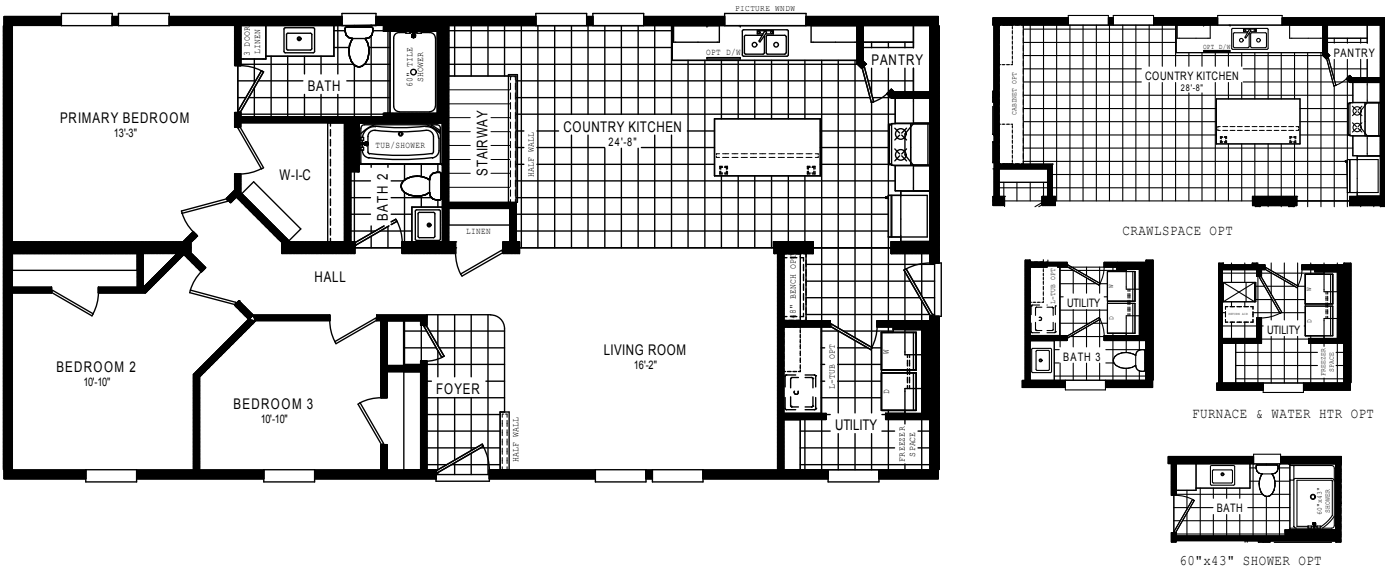 PICTURE WNDW
3 DOOR
LINEN
BATH
60" TILE
SHOWER
PRIMARY BEDROOM
13'-3"
W-I-C
TUB/SHOWER
BATH 2
STAIRWAY
HALF WALL
LINEN
COUNTRY KITCHEN
24'-8"
OPT D/W
PANTRY
HALL
BEDROOM 2
10'-10"
BEDROOM 3
10'-10"
FOYER
HALF WALL
LIVING ROOM
16'-2"
48" BENCH OPT
L-TUB OPT
W
D
UTILITY
FREEZER
SPACE
CABINET OPT
OPT D/W
PANTRY
COUNTRY KITCHEN
28'-8"
CRAWLSPACE OPT
L-TUB OPT
W
D
UTILITY
BATH 3
W
D
UTILITY
FREEZER
SPACE
FURNACE & WATER HTR OPT
BATH
60"x43"
SHOWER
60"x43" SHOWER OPT